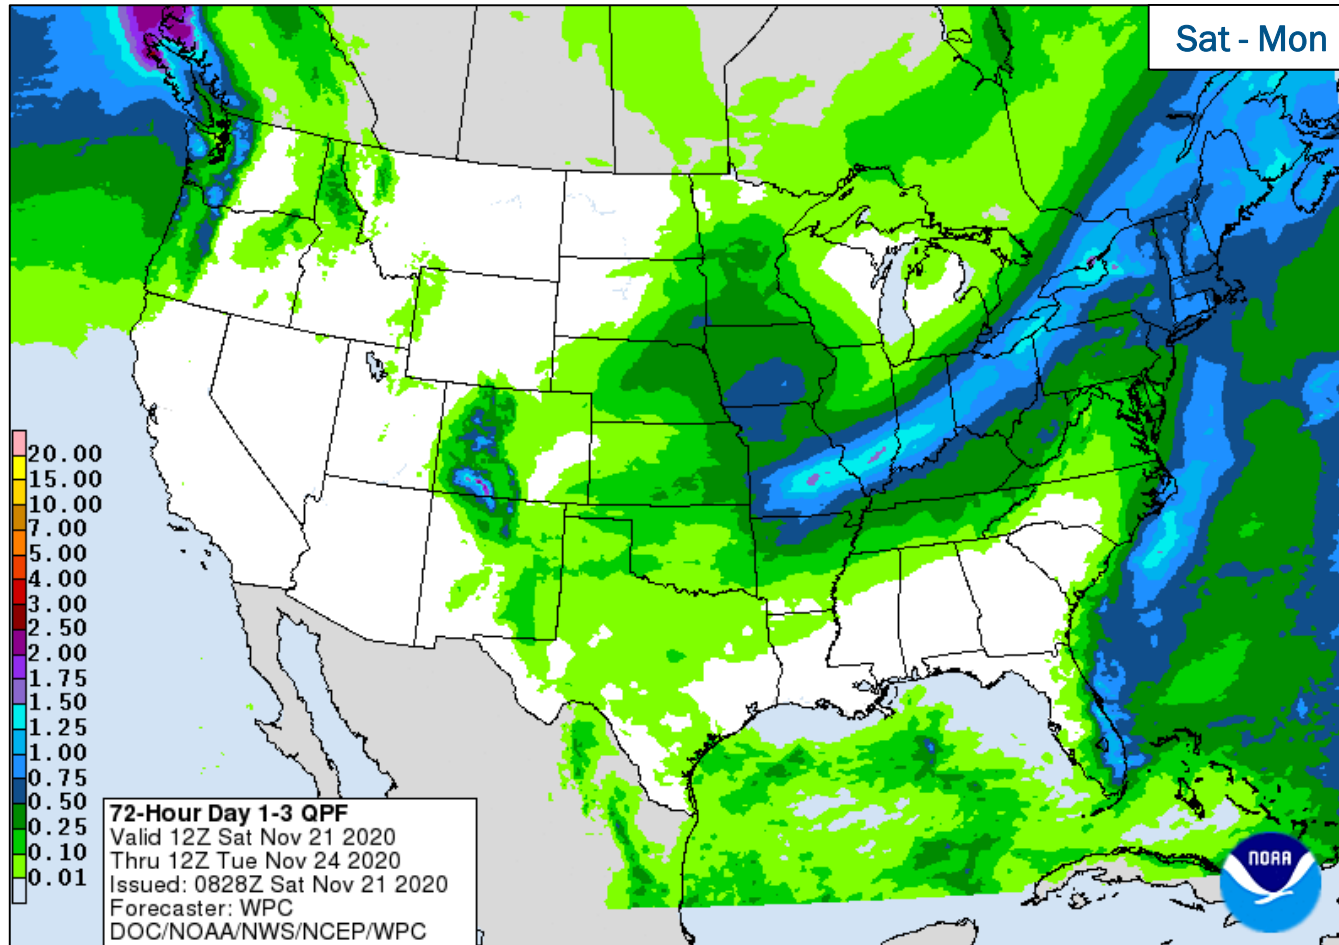 Sat - Mon
20.00
15.00
10.00
7.00
5.00
4.00
3.00
2.50
2.00
1.75
1.50
1.25
1.00
0.75
0.50
0.25
0.10
0.01
72-Hour Day 1-3 QPF
Valid 12Z Sat Nov 21 2020
Thru 12Z Tue Nov 24 2020
Issued: 0828Z Sat Nov 21 2020
Forecaster: WPC
DOC/NOAA/NWS/NCEP/WPC
NOAA